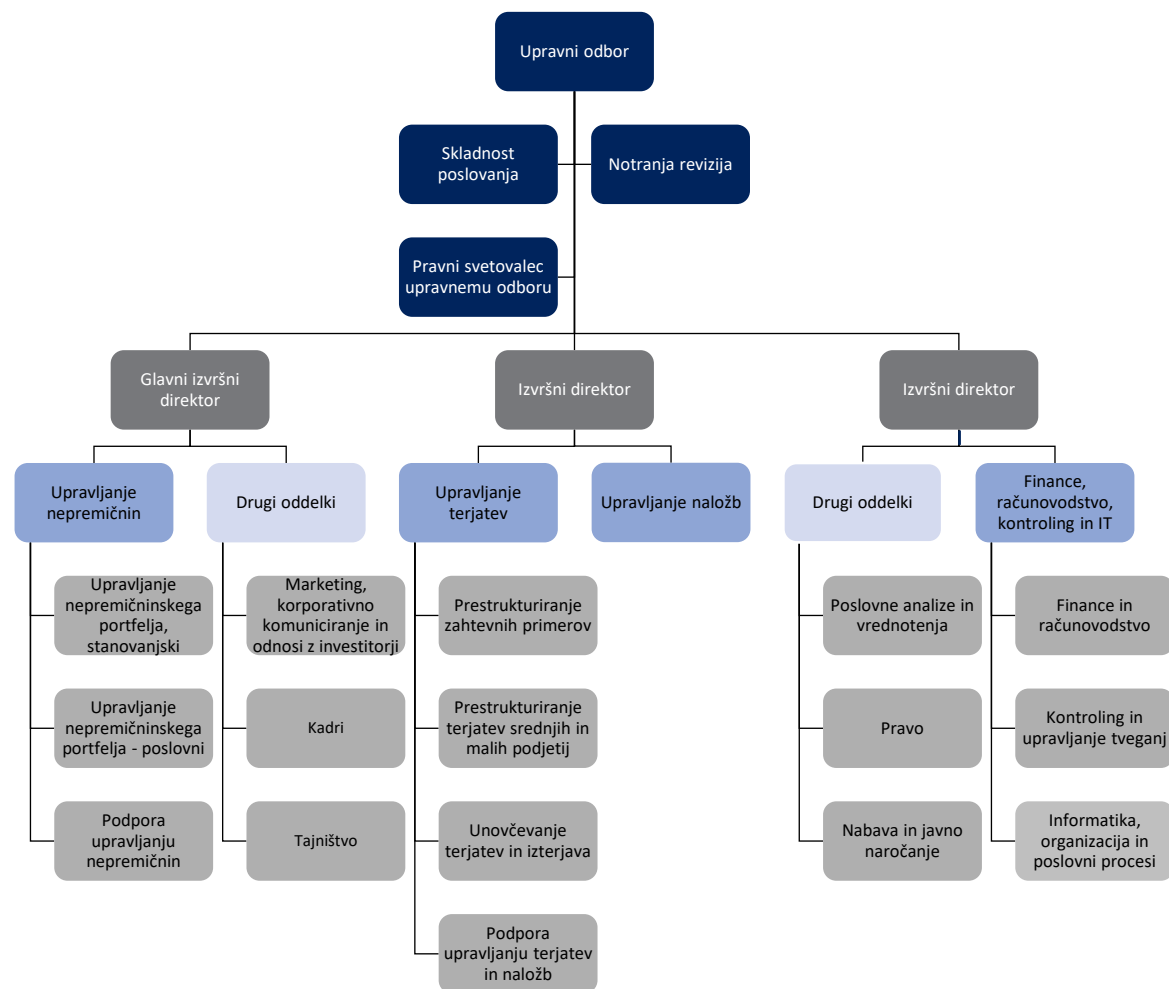 Upravni odbor
Skladnost
poslovanja
Notranja revizija
Pravni svetovalec
upravnemu odboru
Glavni izvršni
direktor
Izvršni direktor
Izvršni direktor
Upravljanje
nepremičnin
Drugi oddelki
Upravljanje
terjatev
Upravljanje naložb
Drugi oddelki
Finance,
računovodstvo,
kontroling in IT
Upravljanje
nepremičninskega
portfelja,
stanovanjski
Marketing,
korporativno
komuniciranje in
odnosi z investitorji
Prestrukturiranje
zahtevnih primerov
Poslovne analize in
vrednotenja
Finance in
računovodstvo
Upravljanje
nepremičninskega
portfelja - poslovni
Kadri
Prestrukturiranje
terjatev srednjih in
malih podjetij
Pravo
Kontroling in
upravljanje tveganj
Podpora
upravljanju
nepremičnin
Tajništvo
Unovčevanje
terjatev in izterjava
Nabava in javno
naročanje
Informatika,
organizacija in
poslovni procesi
Podpora
upravljanju terjatev
in naložb